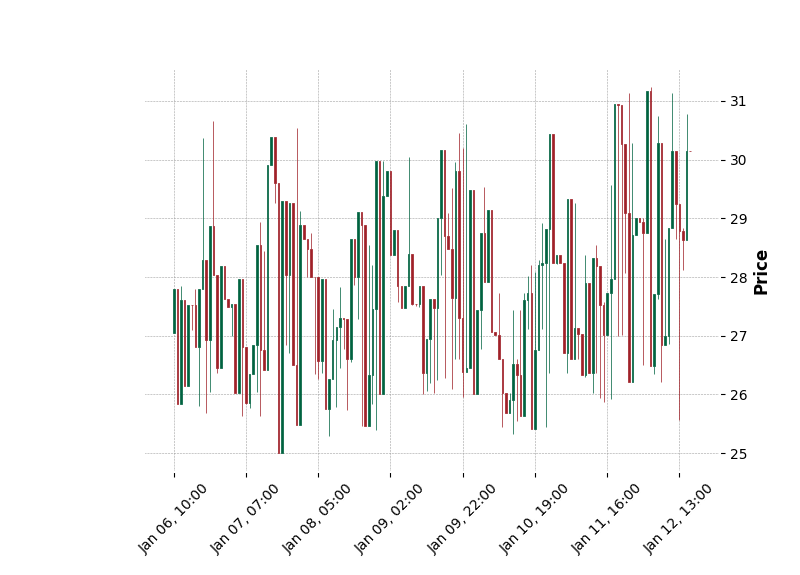 31
30
29
28
27
26
25
Price
Jan 06, 10:00
Jan 07, 07:00
Jan 08, 05:00
Jan 09, 02:00
Jan 09, 22:00
Jan 10, 19:00
Jan 11, 16:00
Jan 12, 13:00